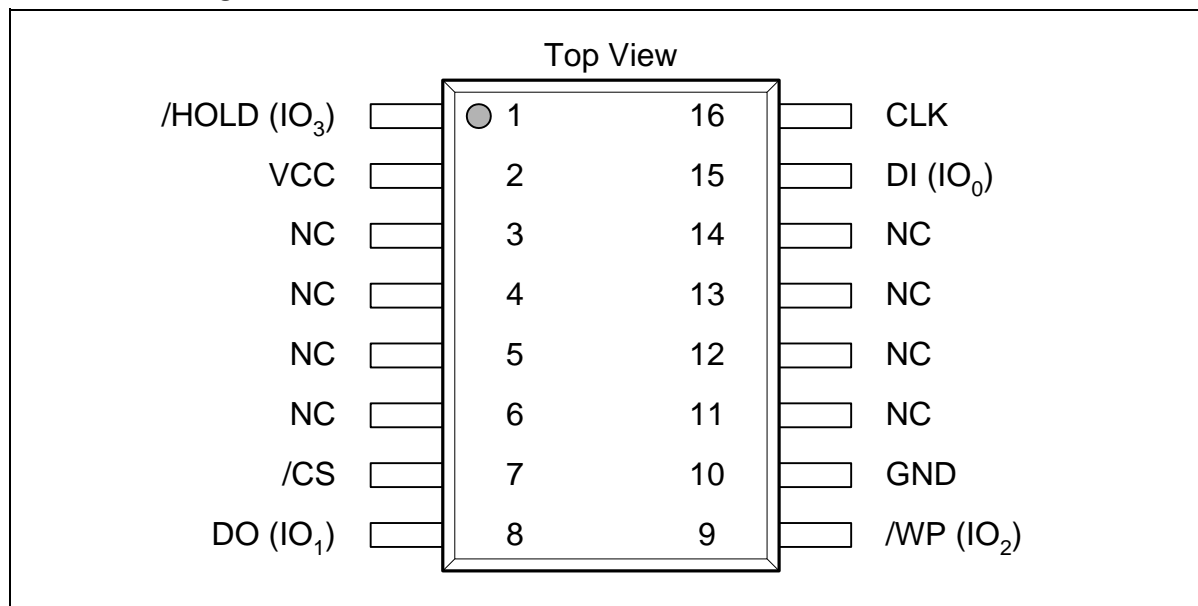 Top View
/HOLD (IO₃) 1 16 CLK
VCC 2 15 DI (IO₀)
NC 3 14 NC
NC 4 13 NC
NC 5 12 NC
NC 6 11 NC
/CS 7 10 GND
DO (IO₁) 8 9 /WP (IO₂)